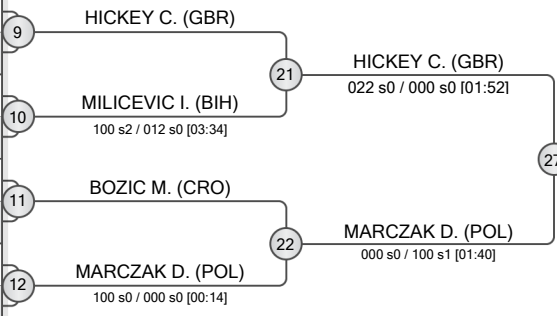 9
HICKEY C. (GBR)
21
HICKEY C. (GBR)
022 s0 / 000 s0 [01:52]
10
MILICEVIC I. (BIH)
100 s2 / 012 s0 [03:34]
27
11
BOZIC M. (CRO)
22
MARCZAK D. (POL)
000 s0 / 100 s1 [01:40]
12
MARCZAK D. (POL)
100 s0 / 000 s0 [00:14]